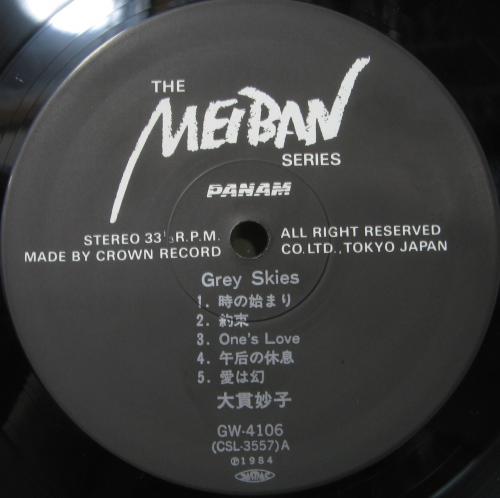 THE
MEiBAN
SERIES
PANAM
STEREO 33⅓R.P.M. ALL RIGHT RESERVED
MADE BY CROWN RECORD CO.LTD.,TOKYO JAPAN
Grey Skies
1. 時の始まり
2. 約束
3. One's Love
4. 午后の休息
5. 愛は幻
大貫妙子
GW-4106
(CSL-3557)A
℗1984